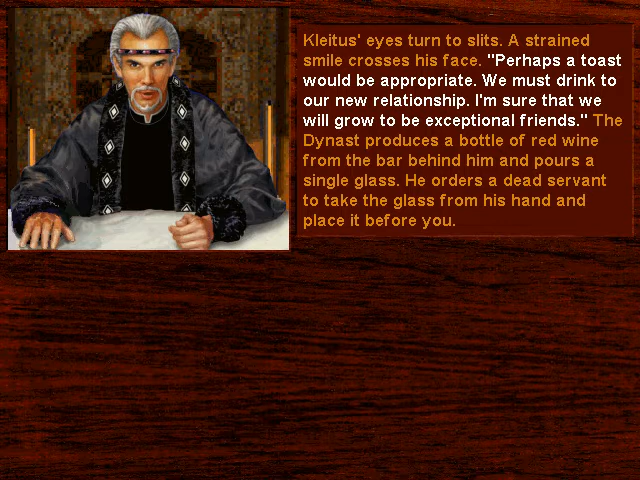 Kleitus' eyes turn to slits. A strained
smile crosses his face. "Perhaps a toast
would be appropriate. We must drink to
our new relationship. I'm sure that we
will grow to be exceptional friends." The
Dynast produces a bottle of red wine
from the bar behind him and pours a
single glass. He orders a dead servant
to take the glass from his hand and
place it before you.